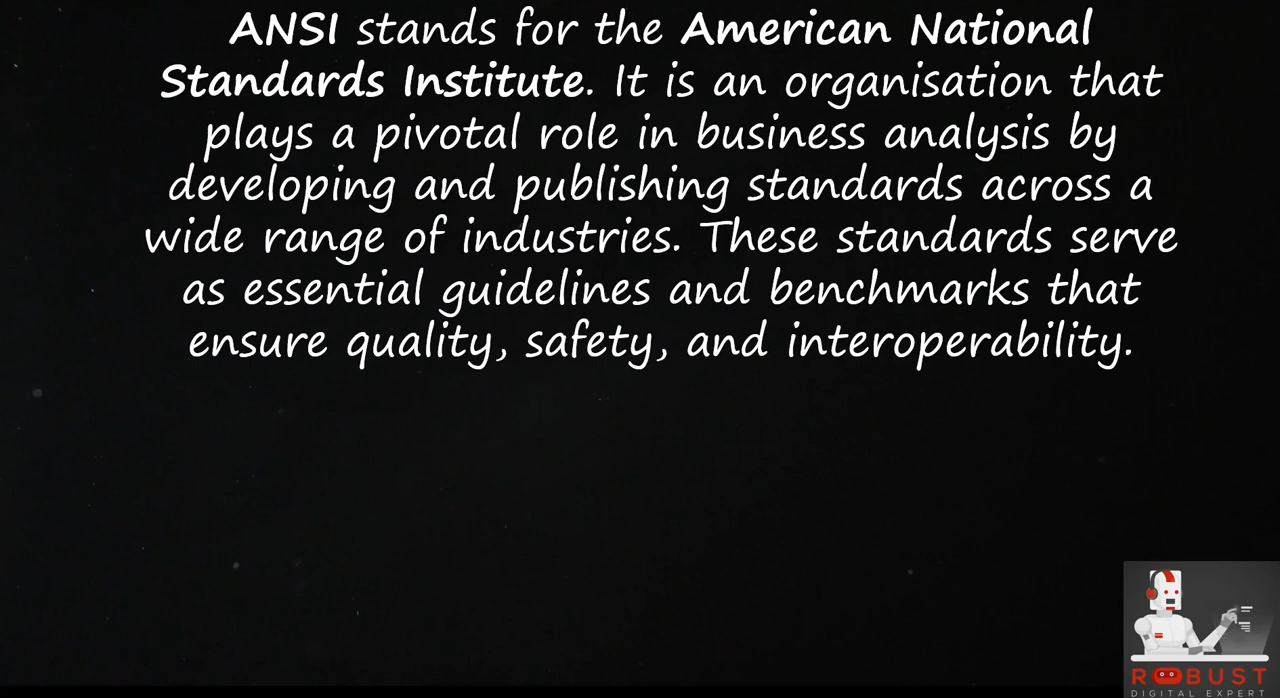 ANSI stands for the American National
Standards Institute. It is an organisation that
plays a pivotal role in business analysis by
developing and publishing standards across a
wide range of industries. These standards serve
as essential guidelines and benchmarks that
ensure quality, safety, and interoperability.
ROBUST
DIGITAL EXPERT